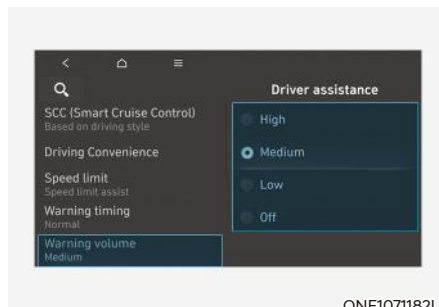 Driver assistance
SCC (Smart Cruise Control)
Based on driving style
Driving Convenience
Speed limit
Speed limit assist
Warning timing
Normal
Warning volume
Medium
High
Medium
Low
Off